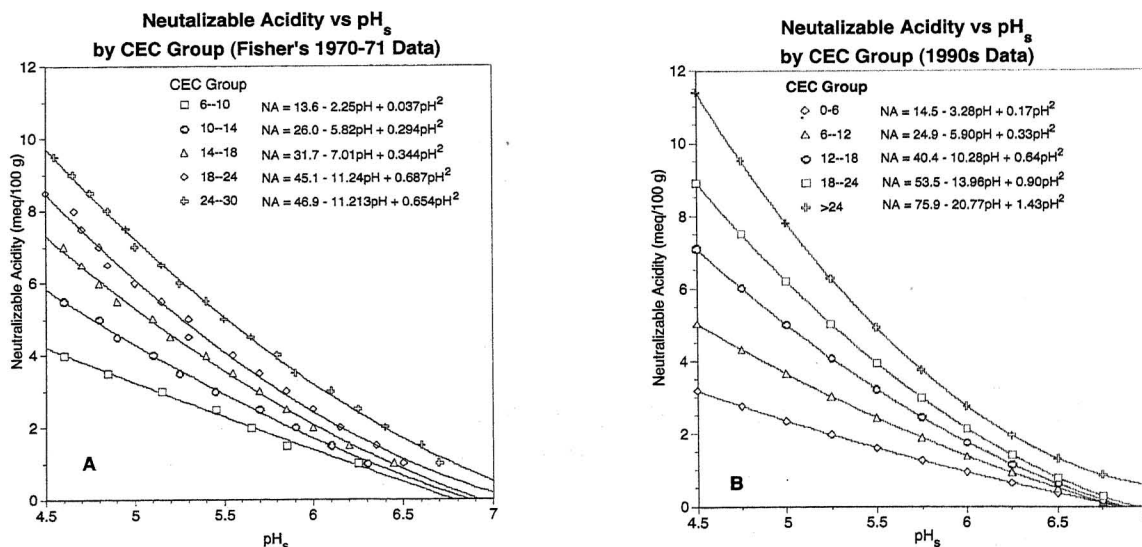 Neutalizable Acidity vs pHs
by CEC Group (Fisher's 1970-71 Data)
CEC Group
6--10 NA = 13.6 - 2.25pH + 0.037pH2
10--14 NA = 26.0 - 5.82pH + 0.294pH2
14--18 NA = 31.7 - 7.01pH + 0.344pH2
18--24 NA = 45.1 - 11.24pH + 0.687pH2
24--30 NA = 46.9 - 11.213pH + 0.654pH2
Neutralizable Acidity (meq/100 g)
12
10
8
6
4
2
0
A
4.5 5 5.5 6 6.5 7
pHs
Neutralizable Acidity vs pHs
by CEC Group (1990s Data)
CEC Group
0-6 NA = 14.5 - 3.28pH + 0.17pH2
6--12 NA = 24.9 - 5.90pH + 0.33pH2
12--18 NA = 40.4 - 10.28pH + 0.64pH2
18--24 NA = 53.5 - 13.96pH + 0.90pH2
>24 NA = 75.9 - 20.77pH + 1.43pH2
Neutralizable Acidity (meq/100 g)
12
10
8
6
4
2
0
B
4.5 5 5.5 6 6.5
pHs